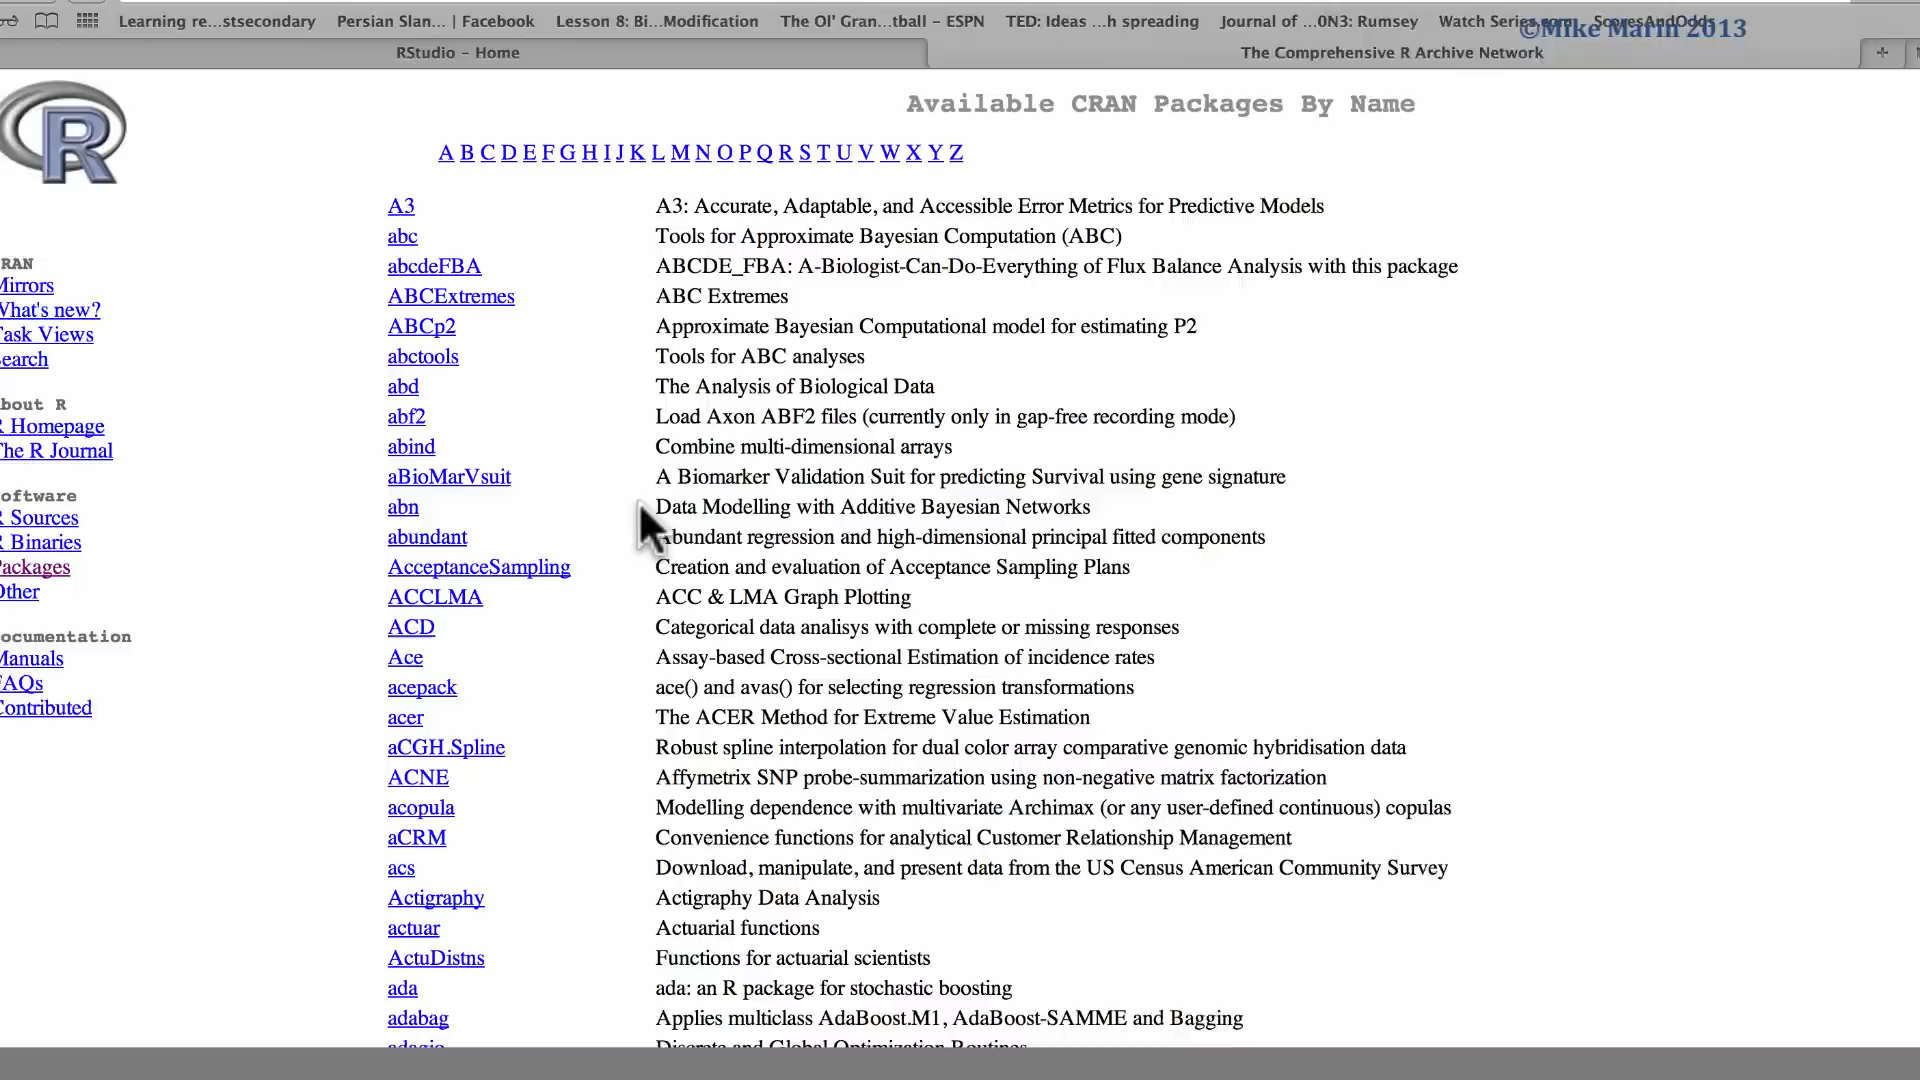 Learning re...stsecondary Persian Slan... | Facebook Lesson 8: Bi...Modification The Ol' Gran...tball - ESPN TED: Ideas ...h spreading Journal of ...0N3: Rumsey Watch Series.com ScoresAndOdds
©Mike Marin 2013
RStudio - Home The Comprehensive R Archive Network
Available CRAN Packages By Name
A B C D E F G H I J K L M N O P Q R S T U V W X Y Z
RAN
Mirrors
What's new?
Task Views
earch
bout R
R Homepage
The R Journal
oftware
R Sources
R Binaries
Packages
Other
ocumentation
Manuals
FAQs
Contributed
A3 A3: Accurate, Adaptable, and Accessible Error Metrics for Predictive Models
abc Tools for Approximate Bayesian Computation (ABC)
abcdeFBA ABCDE_FBA: A-Biologist-Can-Do-Everything of Flux Balance Analysis with this package
ABCExtremes ABC Extremes
ABCp2 Approximate Bayesian Computational model for estimating P2
abctools Tools for ABC analyses
abd The Analysis of Biological Data
abf2 Load Axon ABF2 files (currently only in gap-free recording mode)
abind Combine multi-dimensional arrays
aBioMarVsuit A Biomarker Validation Suit for predicting Survival using gene signature
abn Data Modelling with Additive Bayesian Networks
abundant Abundant regression and high-dimensional principal fitted components
AcceptanceSampling Creation and evaluation of Acceptance Sampling Plans
ACCLMA ACC & LMA Graph Plotting
ACD Categorical data analisys with complete or missing responses
Ace Assay-based Cross-sectional Estimation of incidence rates
acepack ace() and avas() for selecting regression transformations
acer The ACER Method for Extreme Value Estimation
aCGH.Spline Robust spline interpolation for dual color array comparative genomic hybridisation data
ACNE Affymetrix SNP probe-summarization using non-negative matrix factorization
acopula Modelling dependence with multivariate Archimax (or any user-defined continuous) copulas
aCRM Convenience functions for analytical Customer Relationship Management
acs Download, manipulate, and present data from the US Census American Community Survey
Actigraphy Actigraphy Data Analysis
actuar Actuarial functions
ActuDistns Functions for actuarial scientists
ada ada: an R package for stochastic boosting
adabag Applies multiclass AdaBoost.M1, AdaBoost-SAMME and Bagging
adagio Discrete and Global Optimization Routines